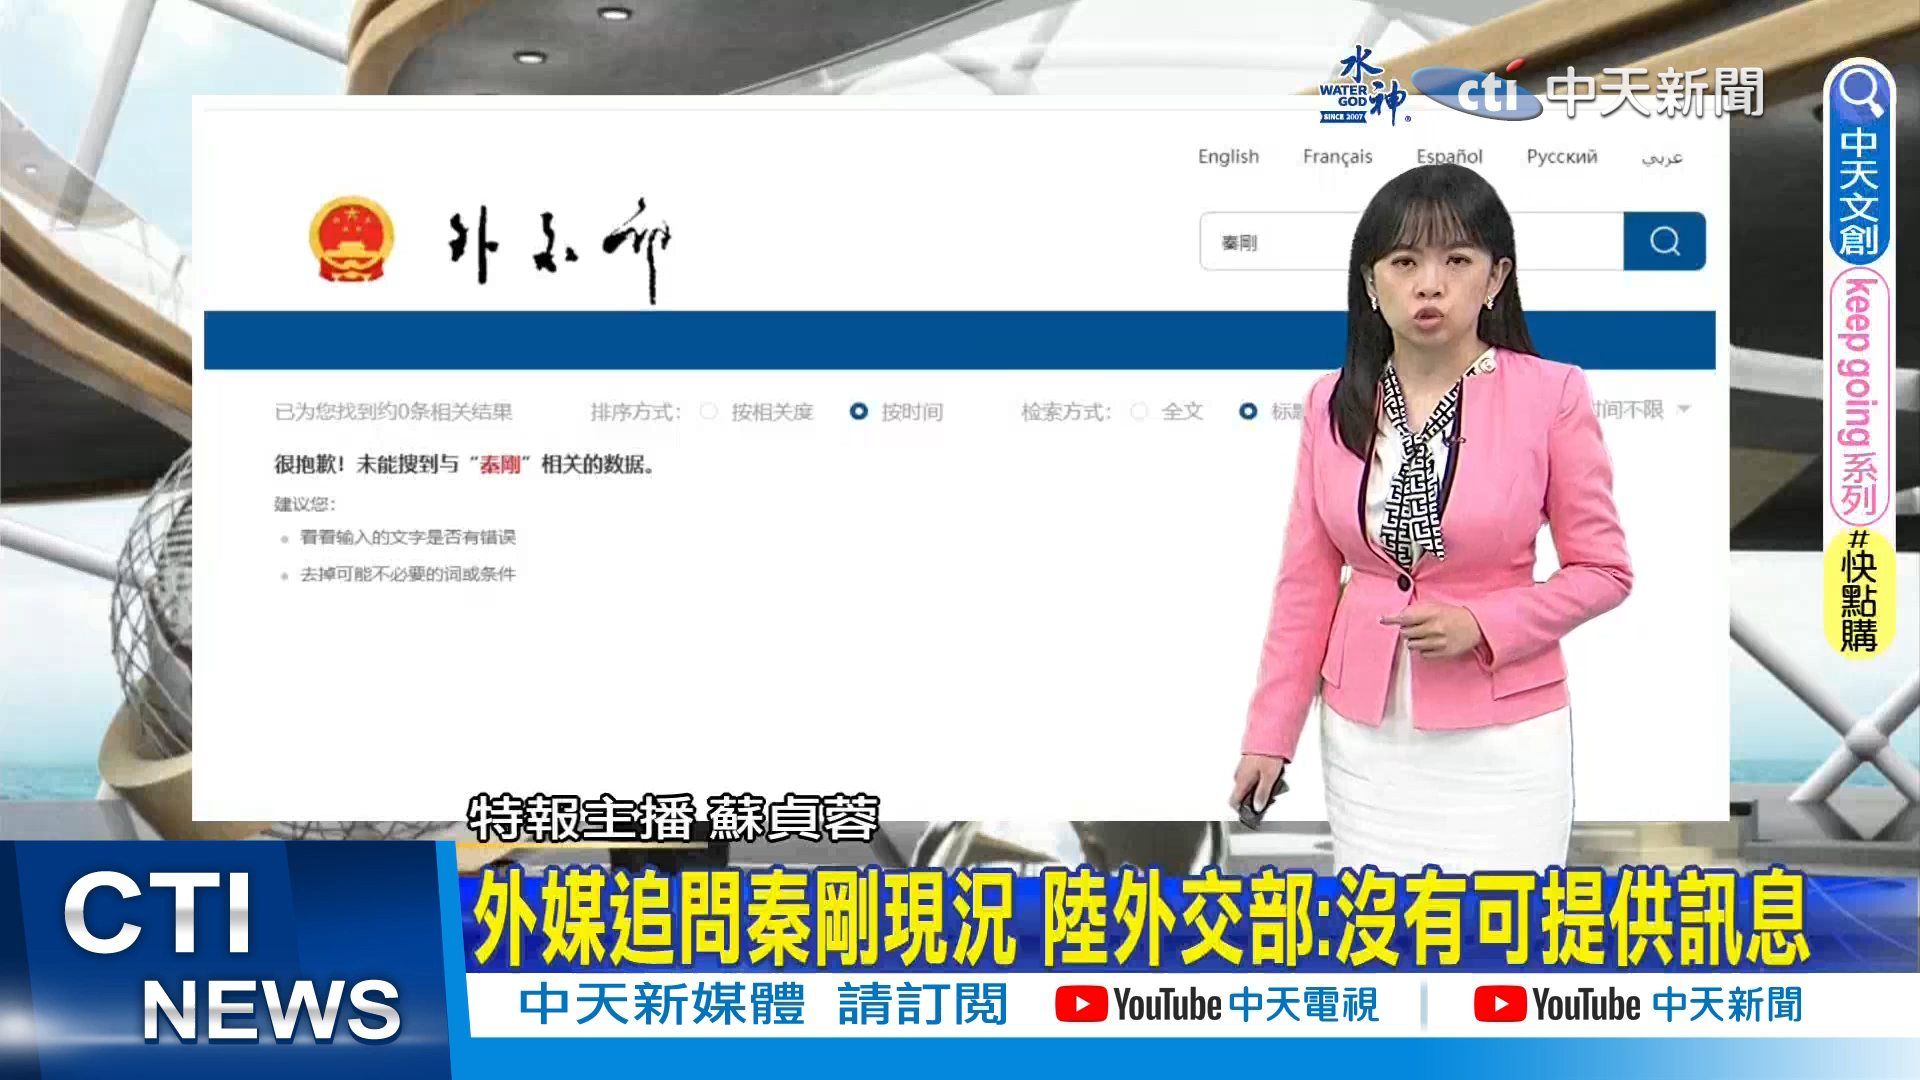 水神
WATER GOD
SINCE 2007
cti 中天新聞
English Français Español Русский عربي
外交部
秦剛
已为您找到约0条相关结果 排序方式： 按相关度 按时间 检索方式： 全文 标题 时间不限
很抱歉！未能搜到与“秦剛”相关的数据。
建议您：
看看输入的文字是否有错误
去掉可能不必要的词或条件
中天文創
keep going系列
#快點購
特報主播 蘇貞蓉
外媒追問秦剛現況 陸外交部:沒有可提供訊息
CTI NEWS
中天新媒體 請訂閱 YouTube 中天電視 YouTube 中天新聞